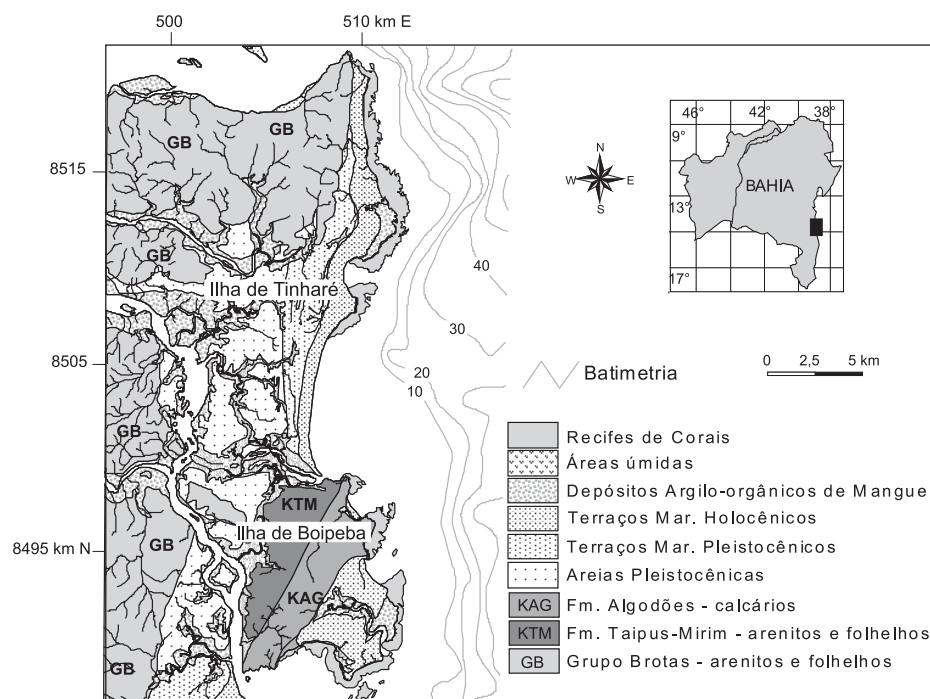 500 510 km E
46° 42° 38°
9°
GB GB
N
8515
W E
BAHIA
S
13°
GB
40
17°
Ilha de Tinharé
30
0 2,5 5 km
8505
20
Batimetria
10
GB
Recifes de Corais
Áreas úmidas
Depósitos Argilo-orgânicos de Mangue
KTM
Terraços Mar. Holocênicos
Ilha de Boipeba
GB
8495 km N
Terraços Mar. Pleistocênicos
Areias Pleistocênicas
KAG
KAG Fm. Algodões - calcários
KTM Fm. Taipus-Mirim - arenitos e folhelhos
GB
GB Grupo Brotas - arenitos e folhelhos